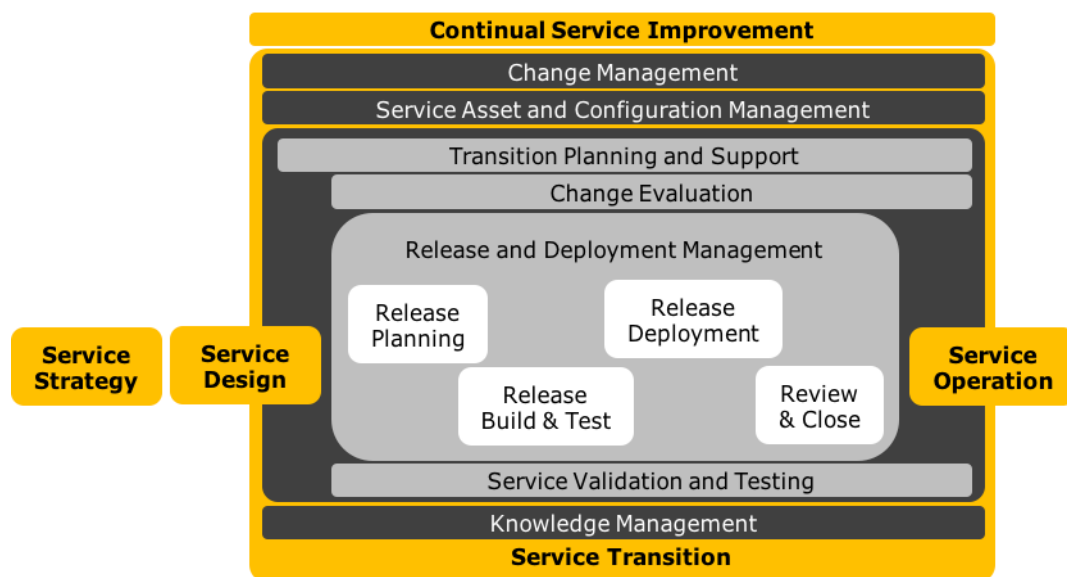 Continual Service Improvement
Change Management
Service Asset and Configuration Management
Transition Planning and Support
Change Evaluation
Release and Deployment Management
Release
Planning
Release
Deployment
Release
Build & Test
Review
& Close
Service
Strategy
Service
Design
Service
Operation
Service Validation and Testing
Knowledge Management
Service Transition